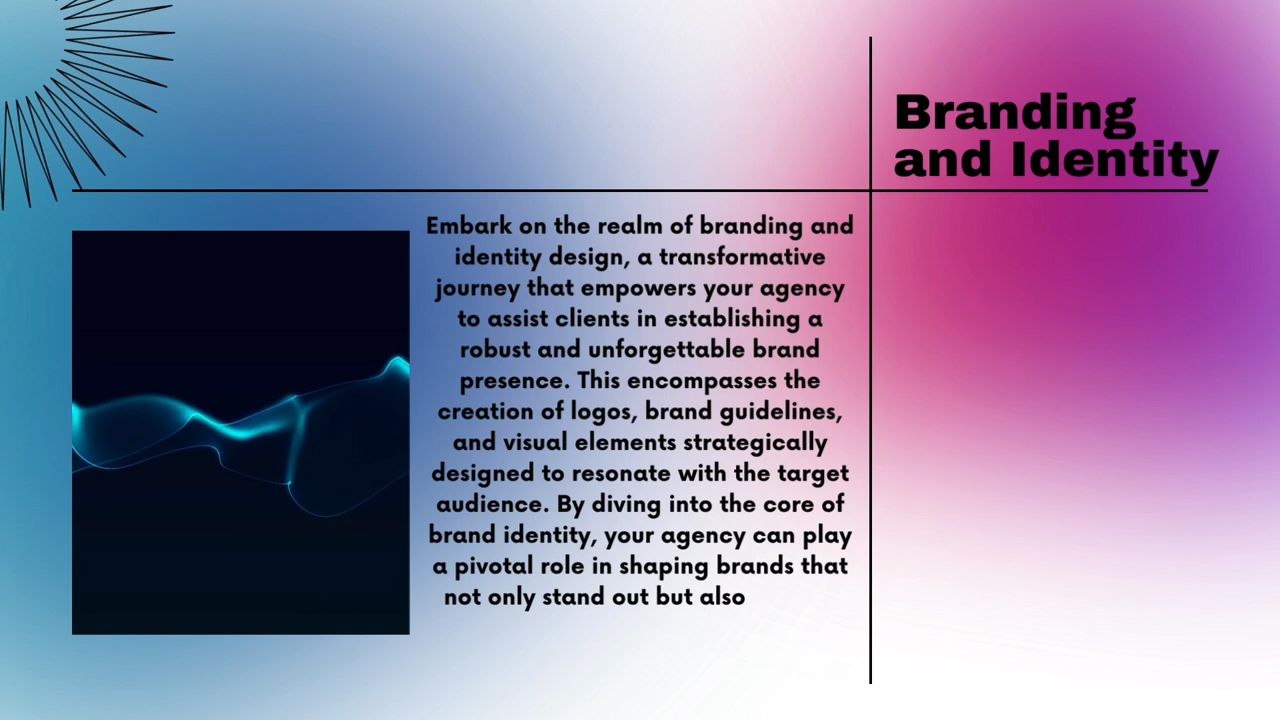 Branding
and Identity
Embark on the realm of branding and
identity design, a transformative
journey that empowers your agency
to assist clients in establishing a
robust and unforgettable brand
presence. This encompasses the
creation of logos, brand guidelines,
and visual elements strategically
designed to resonate with the target
audience. By diving into the core of
brand identity, your agency can play
a pivotal role in shaping brands that
not only stand out but also